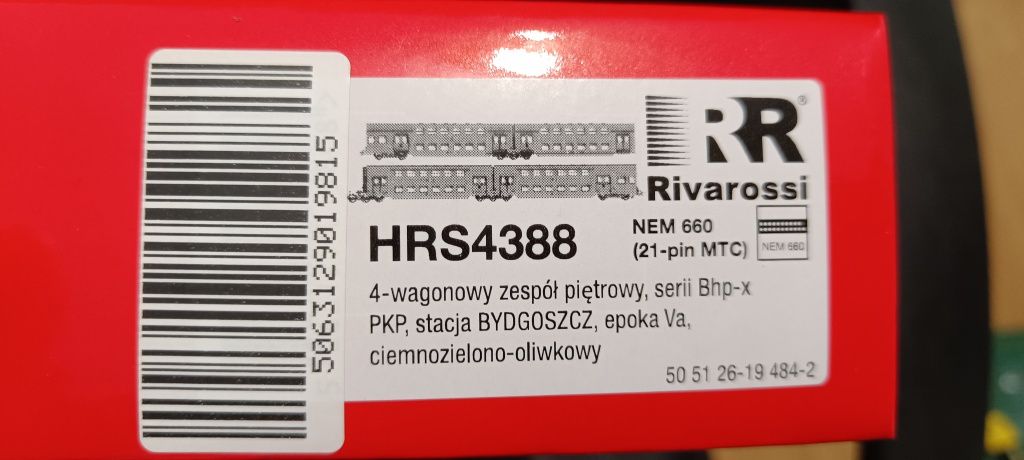 5063129019815
RR®
Rivarossi
HRS4388
NEM 660
(21-pin MTC)
NEM 660
4-wagonowy zespół piętrowy, serii Bhp-x
PKP, stacja BYDGOSZCZ, epoka Va,
ciemnozielono-oliwkowy
50 51 26-19 484-2